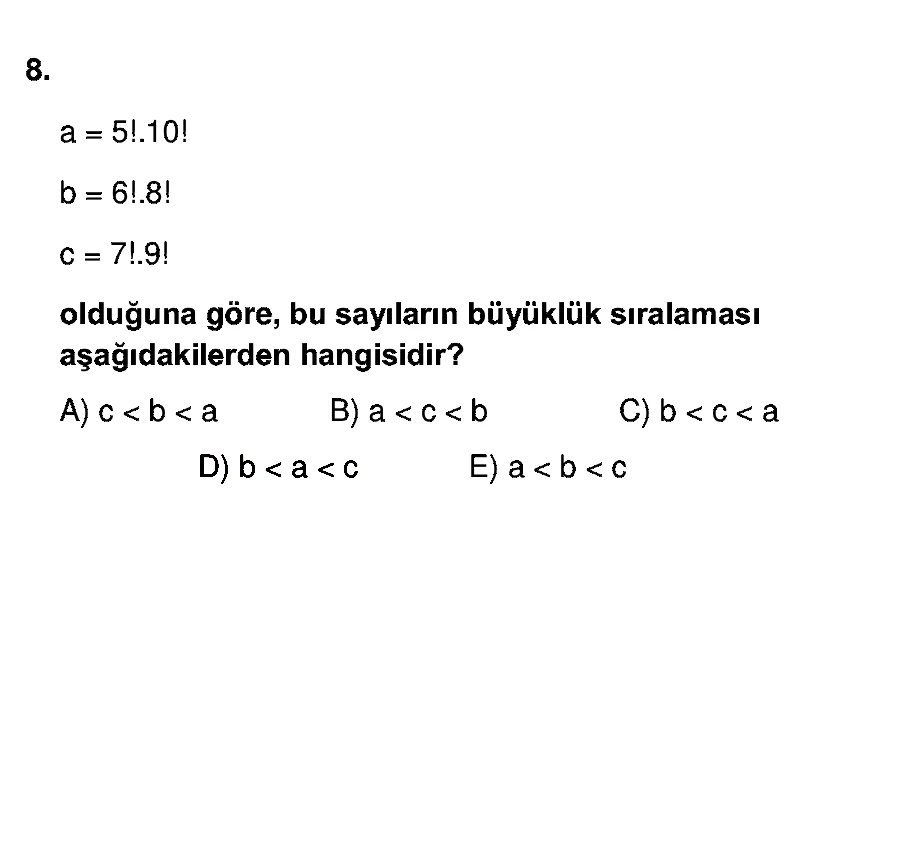 8.
a = 5!.10!
b = 6!.8!
c = 7!.9!
olduğuna göre, bu sayıların büyüklük sıralaması
aşağıdakilerden hangisidir?
A) c < b < a B) a < c < b C) b < c < a
D) b < a < c E) a < b < c